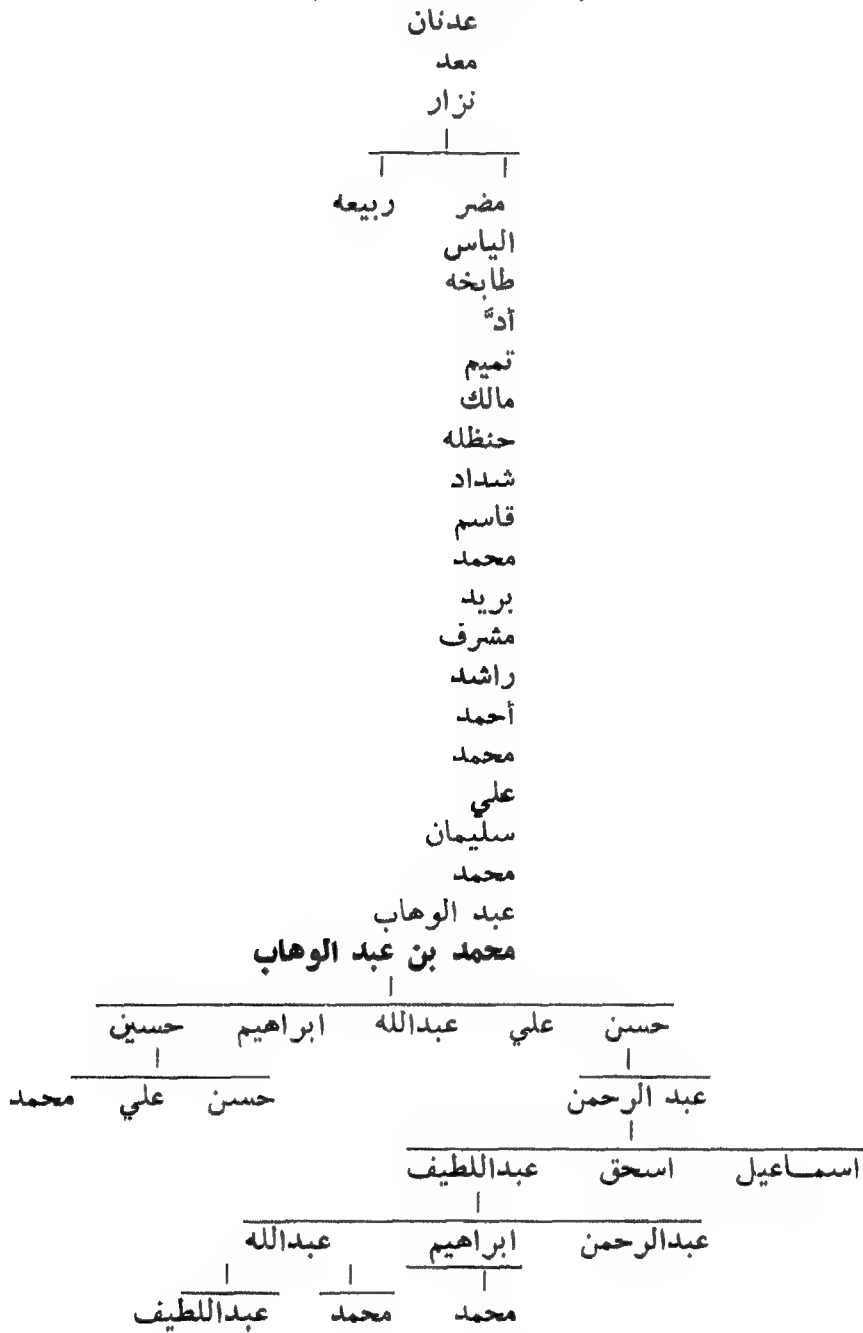 عدنان
معد
نزار
مضر ربيعه
الياس
طابخه
أدَّ
تميم
مالك
حنظله
شداد
قاسم
محمد
بريد
مشرف
راشد
أحمد
محمد
علي
سليمان
محمد
عبد الوهاب
محمد بن عبد الوهاب
حسن علي عبدالله ابراهيم حسين
عبد الرحمن حسن علي محمد
اسمـاعيل اسحق عبداللطيف
عبدالرحمن ابراهيم عبدالله
محمد محمد عبداللطيف